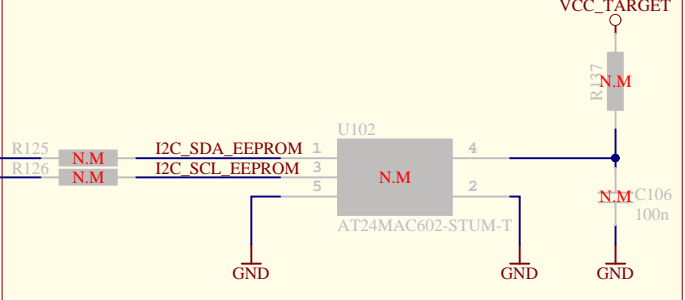 VCC_TARGET
R137
N.M
U102
R125
N.M
I2C_SDA_EEPROM
1
4
R126
N.M
I2C_SCL_EEPROM
3
N.M
5
2
N.M
C106
100n
AT24MAC602-STUM-T
GND
GND
GND